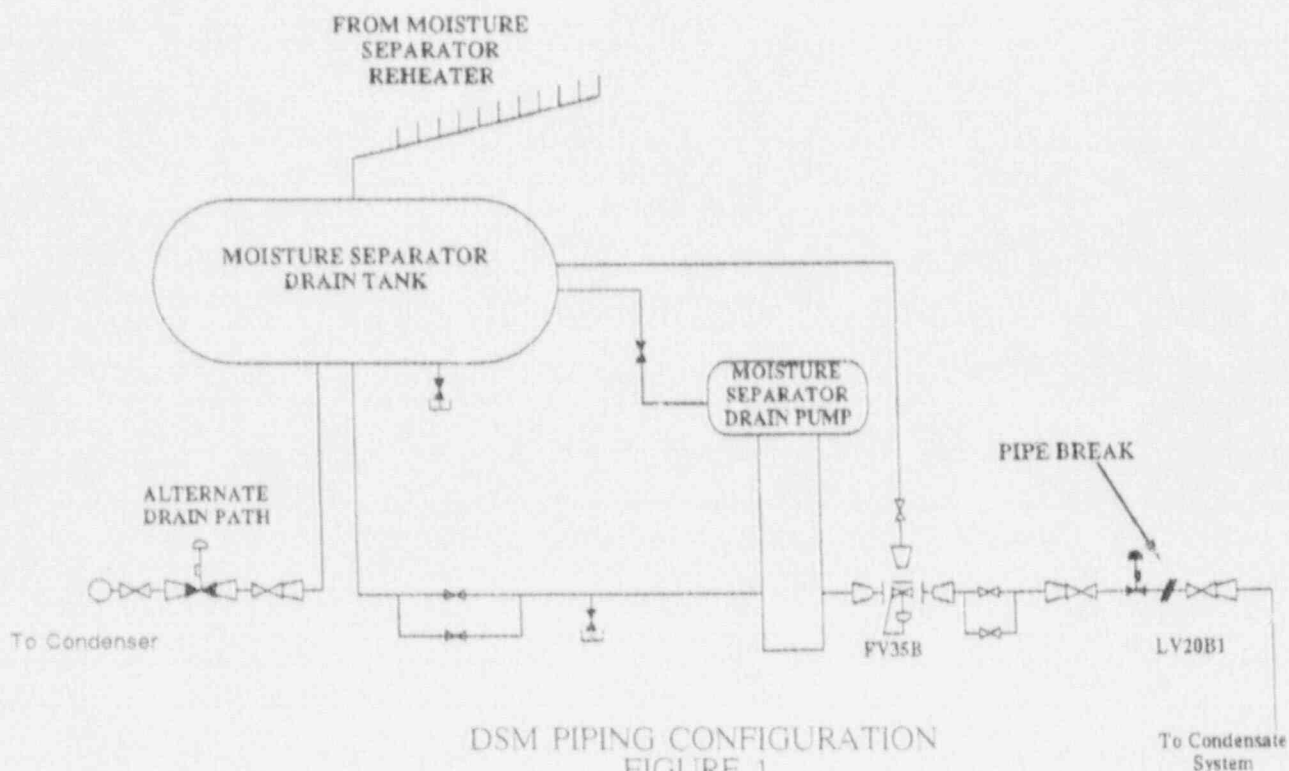 FROM MOISTURE
SEPARATOR
REHEATER
MOISTURE SEPARATOR
DRAIN TANK
MOISTURE
SEPARATOR
DRAIN PUMP
PIPE BREAK
ALTERNATE
DRAIN PATH
To Condenser
FV35B
LV20B1
To Condensate
System
DSM PIPING CONFIGURATION
FIGURE 1